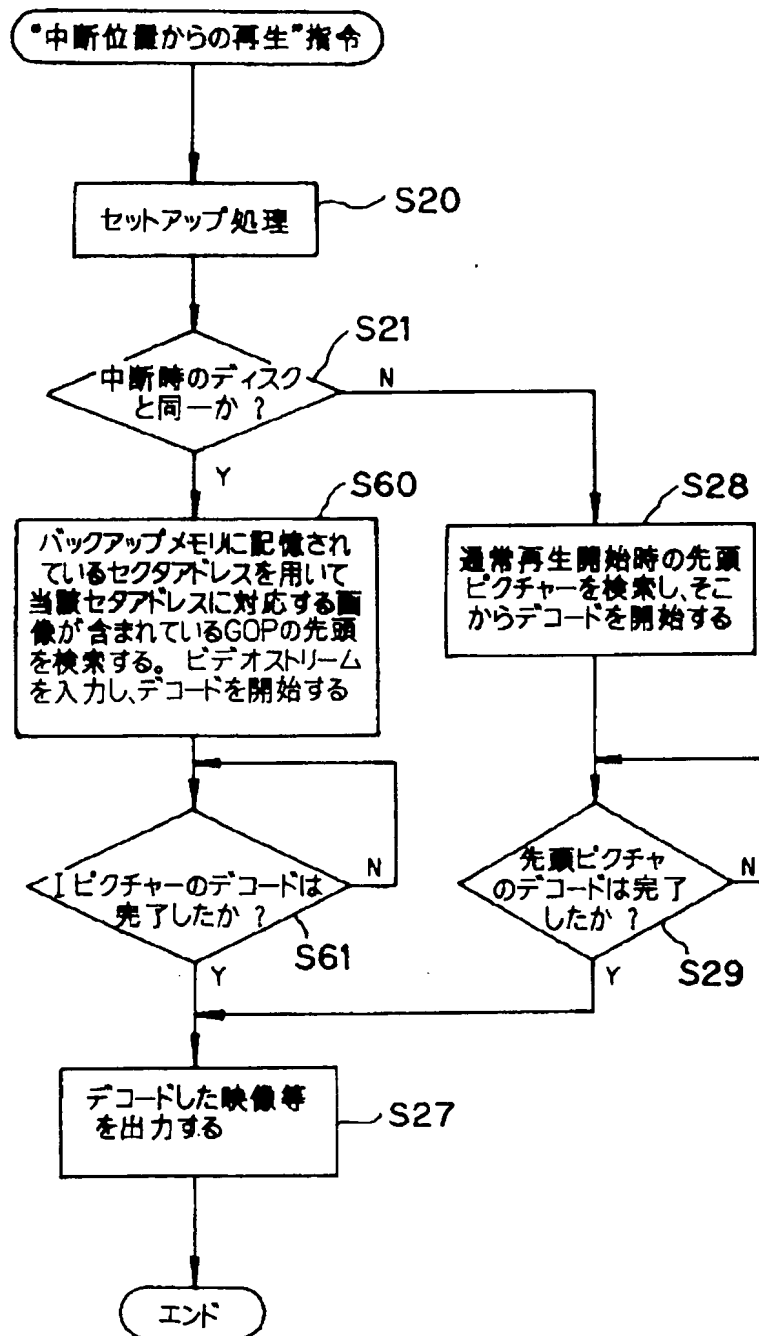 “中断位置からの再生”指令
セットアップ処理
S20
中断時のディスク
と同一か？
S21
N
Y
S60
バックアップメモリに記憶され
ているセクタアドレスを用いて
当該セタアドレスに対応する画
像が含まれているGOPの先頭
を検索する。ビデオストリーム
を入力し、デコードを開始する
S28
通常再生開始時の先頭
ピクチャーを検索し、そこ
からデコードを開始する
Iピクチャーのデコードは
完了したか？
N
S61
Y
先頭ピクチャ
のデコードは完了
したか？
N
S29
Y
デコードした映像等
を出力する
S27
エンド